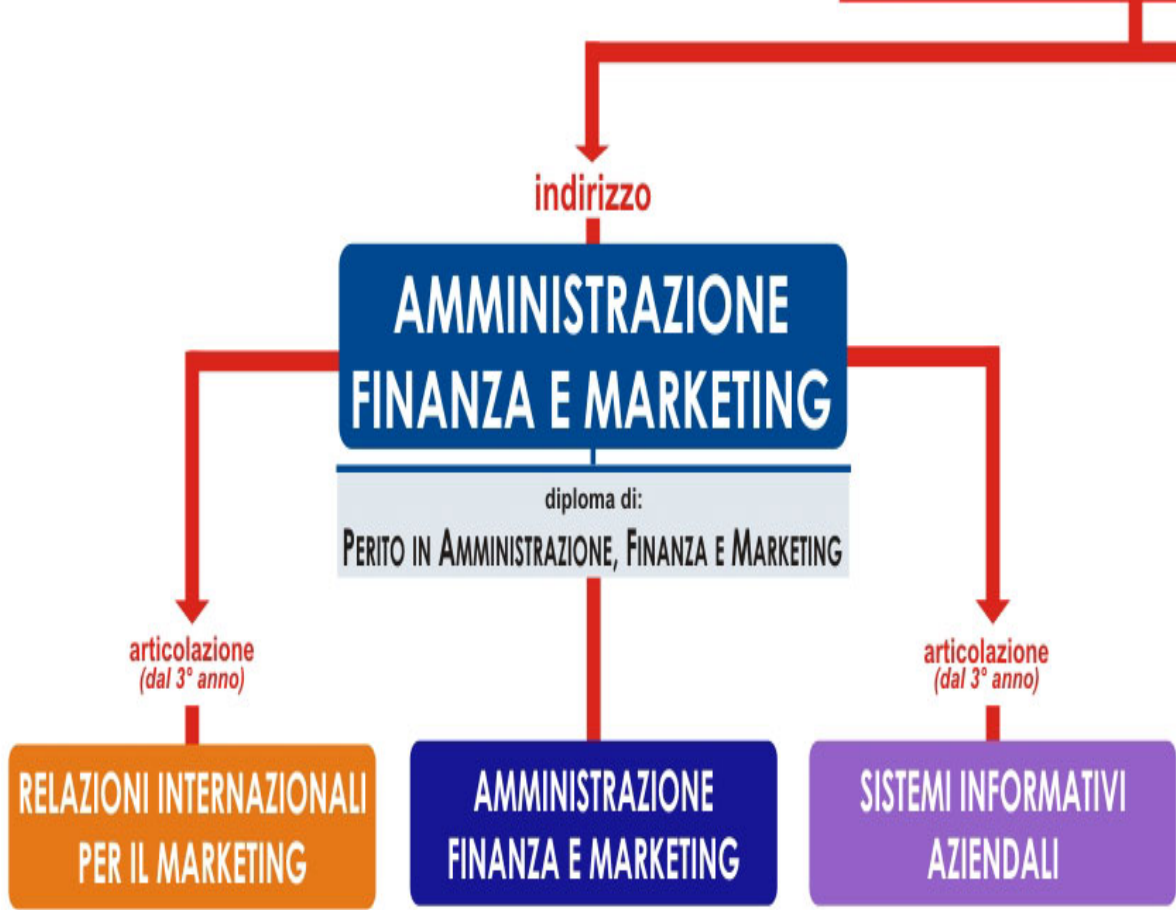 indirizzo
AMMINISTRAZIONE
FINANZA E MARKETING
diploma di:
PERITO IN AMMINISTRAZIONE, FINANZA E MARKETING
articolazione
(dal 3° anno)
articolazione
(dal 3° anno)
RELAZIONI INTERNAZIONALI
PER IL MARKETING
AMMINISTRAZIONE
FINANZA E MARKETING
SISTEMI INFORMATIVI
AZIENDALI